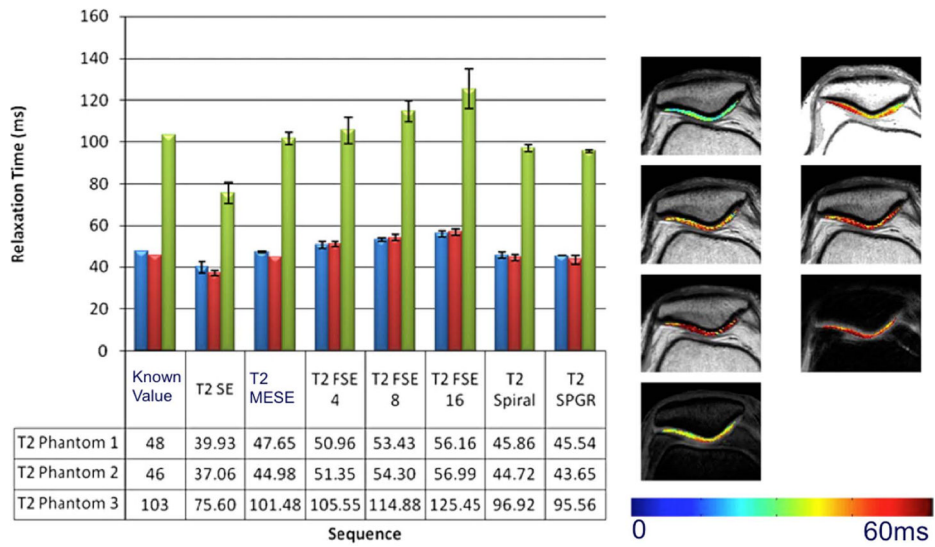 160
140
120
100
80
60
40
20
0
Relaxation Time (ms)
Known Value T2 SE T2 MESE T2 FSE 4 T2 FSE 8 T2 FSE 16 T2 Spiral T2 SPGR
T2 Phantom 1 48 39.93 47.65 50.96 53.43 56.16 45.86 45.54
T2 Phantom 2 46 37.06 44.98 51.35 54.30 56.99 44.72 43.65
T2 Phantom 3 103 75.60 101.48 105.55 114.88 125.45 96.92 95.56
Sequence
0 60ms